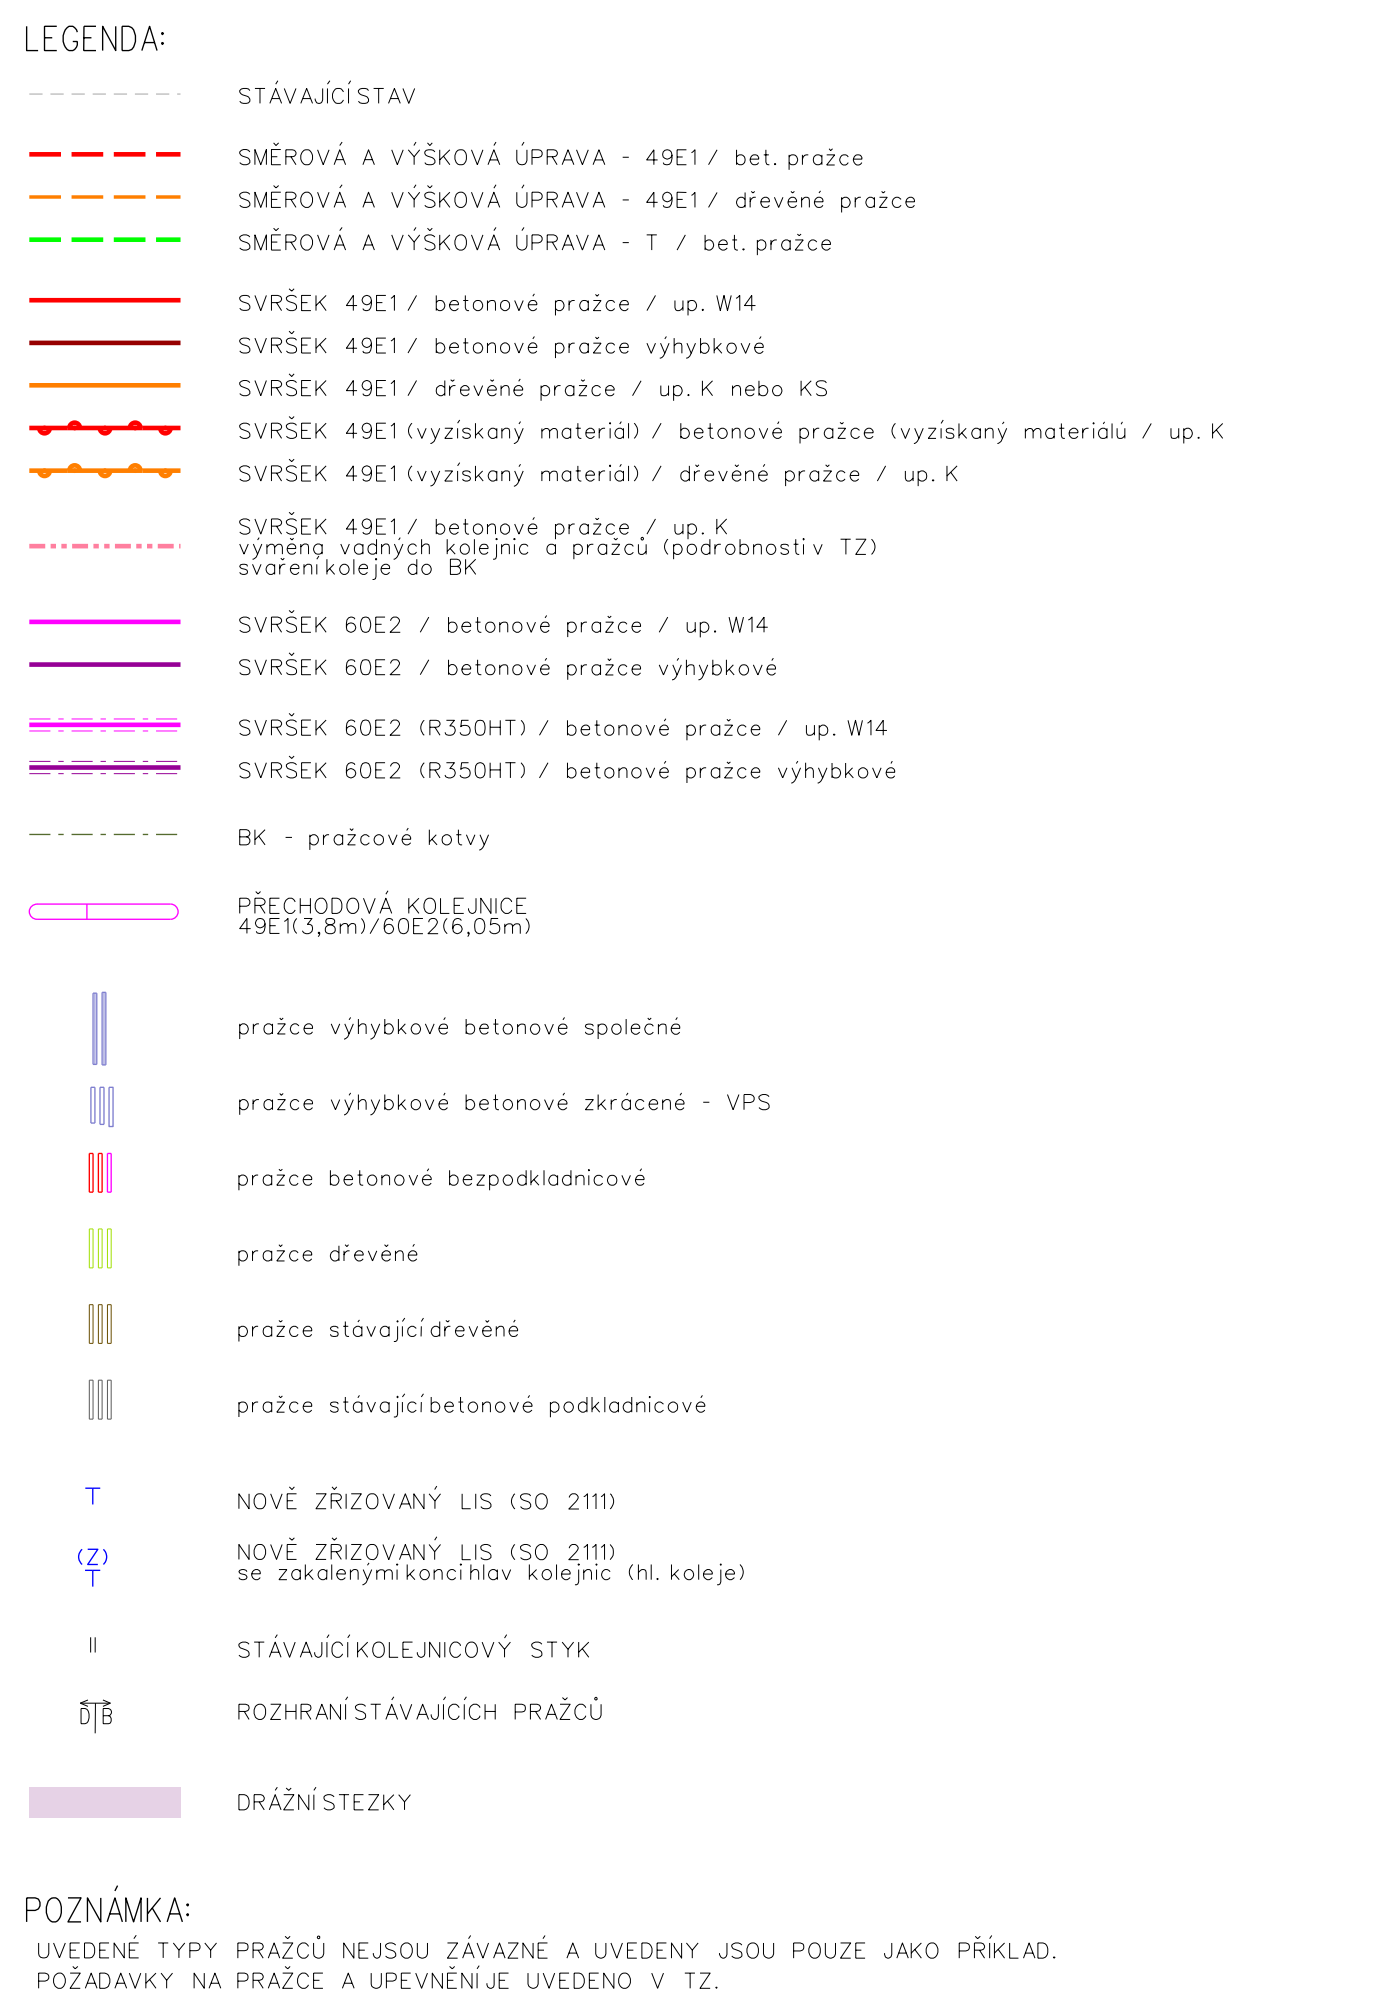 LEGENDA:
STÁVAJÍCÍ STAV
SMĚROVÁ A VÝŠKOVÁ ÚPRAVA - 49E1 / bet. pražce
SMĚROVÁ A VÝŠKOVÁ ÚPRAVA - 49E1 / dřevěné pražce
SMĚROVÁ A VÝŠKOVÁ ÚPRAVA - T / bet. pražce
SVRŠEK 49E1 / betonové pražce / up. W14
SVRŠEK 49E1 / betonové pražce výhybkové
SVRŠEK 49E1 / dřevěné pražce / up. K nebo KS
SVRŠEK 49E1 (vyzískaný materiál) / betonové pražce (vyzískaný materiálú / up. K
SVRŠEK 49E1 (vyzískaný materiál) / dřevěné pražce / up. K
SVRŠEK 49E1 / betonové pražce / up. K
výměna vadných kolejnic a pražců (podrobnosti v TZ)
svaření koleje do BK
SVRŠEK 60E2 / betonové pražce / up. W14
SVRŠEK 60E2 / betonové pražce výhybkové
SVRŠEK 60E2 (R350HT) / betonové pražce / up. W14
SVRŠEK 60E2 (R350HT) / betonové pražce výhybkové
BK - pražcové kotvy
PŘECHODOVÁ KOLEJNICE
49E1(3,8m)/60E2(6,05m)
pražce výhybkové betonové společné
pražce výhybkové betonové zkrácené - VPS
pražce betonové bezpodkladnicové
pražce dřevěné
pražce stávající dřevěné
pražce stávající betonové podkladnicové
NOVĚ ZŘIZOVANÝ LIS (SO 2111)
(Z) NOVĚ ZŘIZOVANÝ LIS (SO 2111)
se zakalenými konci hlav kolejnic (hl. koleje)
STÁVAJÍCÍ KOLEJNICOVÝ STYK
D B ROZHRANÍ STÁVAJÍCÍCH PRAŽCŮ
DRÁŽNÍ STEZKY
POZNÁMKA:
UVEDENÉ TYPY PRAŽCŮ NEJSOU ZÁVAZNÉ A UVEDENY JSOU POUZE JAKO PŘÍKLAD.
POŽADAVKY NA PRAŽCE A UPEVNĚNÍ JE UVEDENO V TZ.